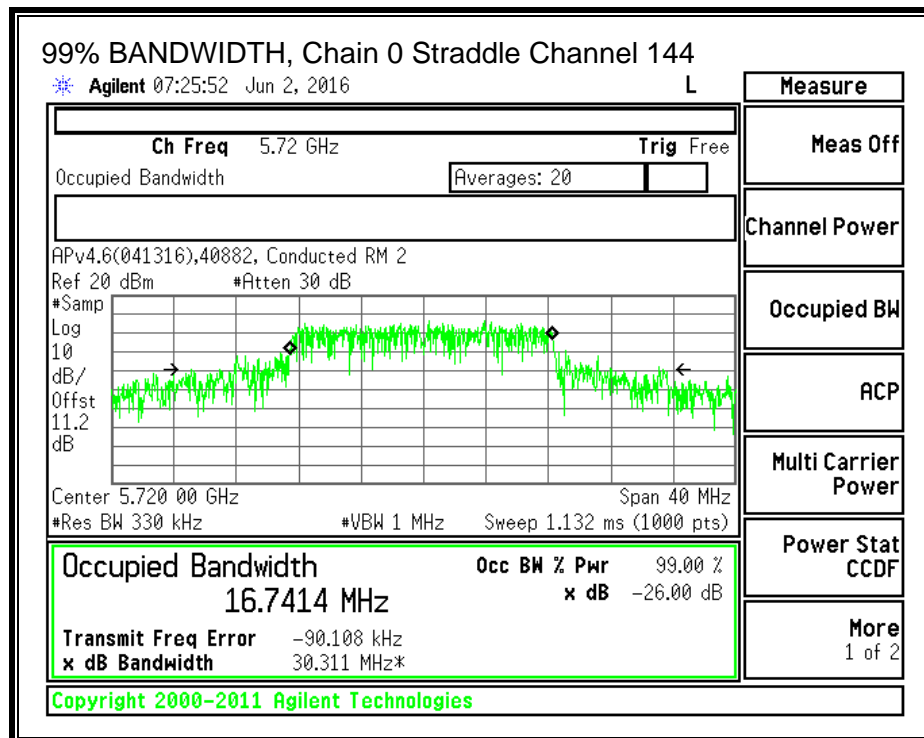 99% BANDWIDTH, Chain 0 Straddle Channel 144
Agilent 07:25:52 Jun 2, 2016 L
Measure
Ch Freq 5.72 GHz Trig Free
Occupied Bandwidth Averages: 20
Meas Off
Channel Power
APv4.6(041316),40882, Conducted RM 2
Ref 20 dBm #Atten 30 dB
#Samp
Log
10
dB/
Offst
11.2
dB
Occupied BW
ACP
Multi Carrier
Power
Center 5.720 00 GHz Span 40 MHz
#Res BW 330 kHz #VBW 1 MHz Sweep 1.132 ms (1000 pts)
Power Stat
CCDF
Occupied Bandwidth Occ BW % Pwr 99.00 %
16.7414 MHz x dB -26.00 dB
Transmit Freq Error -90.108 kHz
x dB Bandwidth 30.311 MHz*
More
1 of 2
Copyright 2000-2011 Agilent Technologies